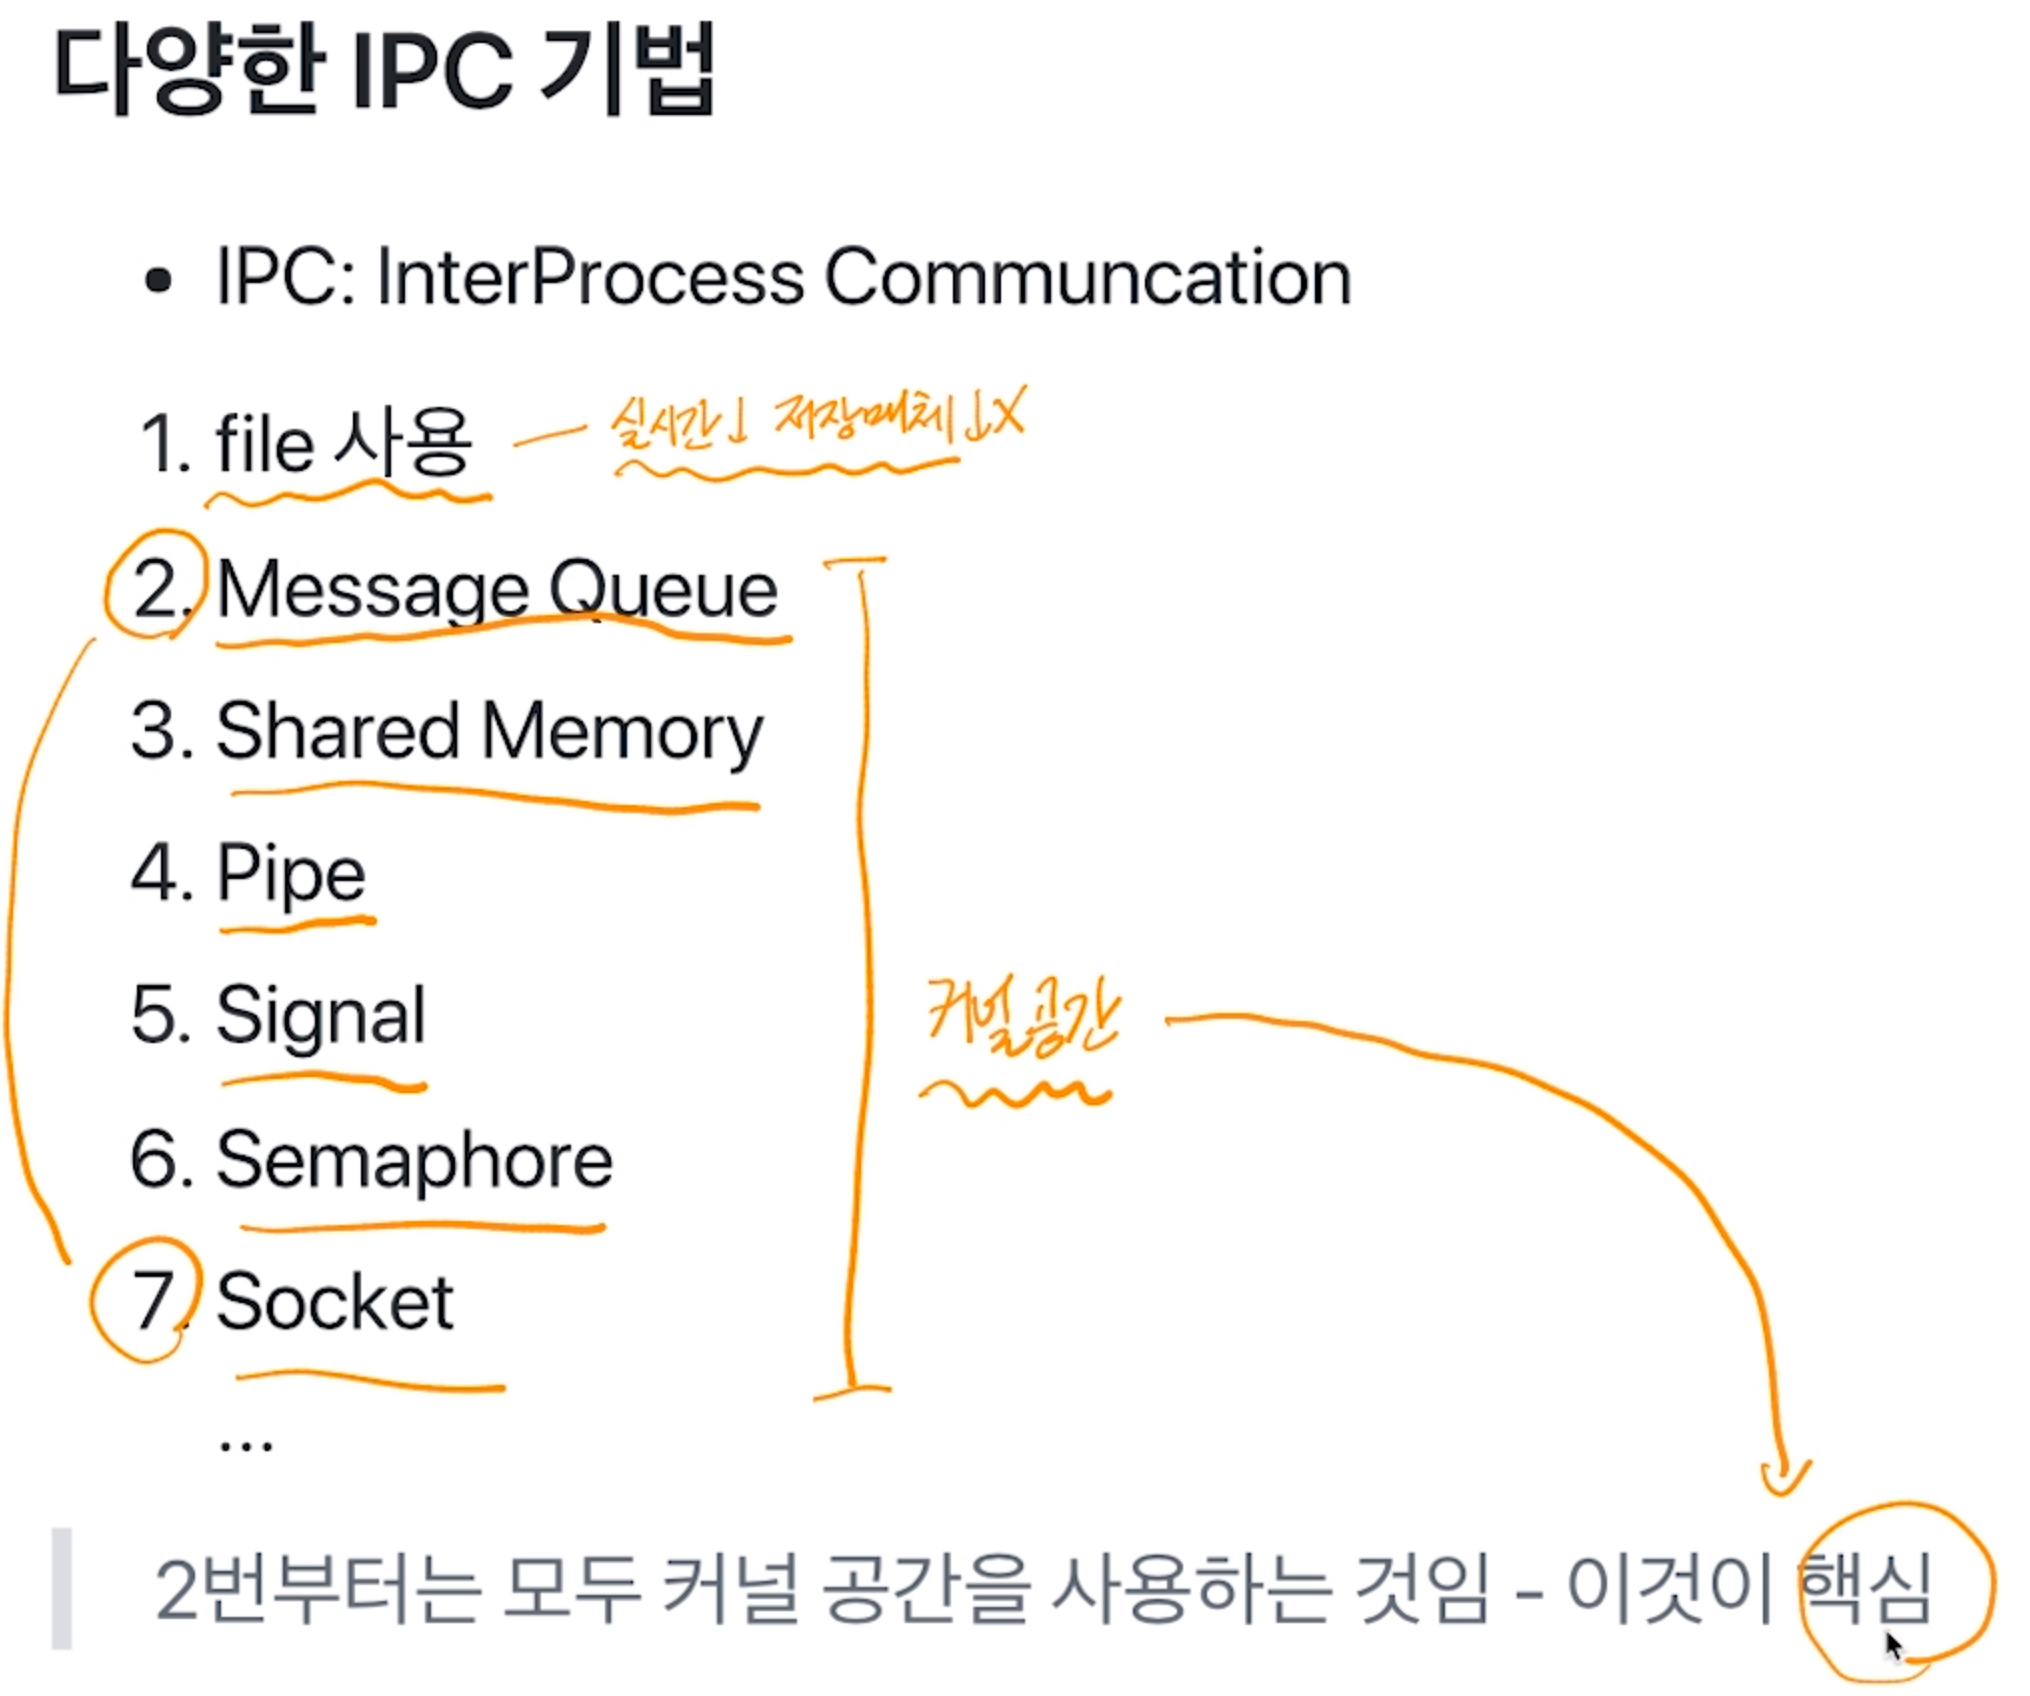 다양한 IPC 기법
• IPC: InterProcess Communcation
1. file 사용 — 실시간↓ 저장매체↓X
2. Message Queue
3. Shared Memory
4. Pipe
5. Signal
커널공간
6. Semaphore
7. Socket
...
2번부터는 모두 커널 공간을 사용하는 것임 - 이것이 핵심